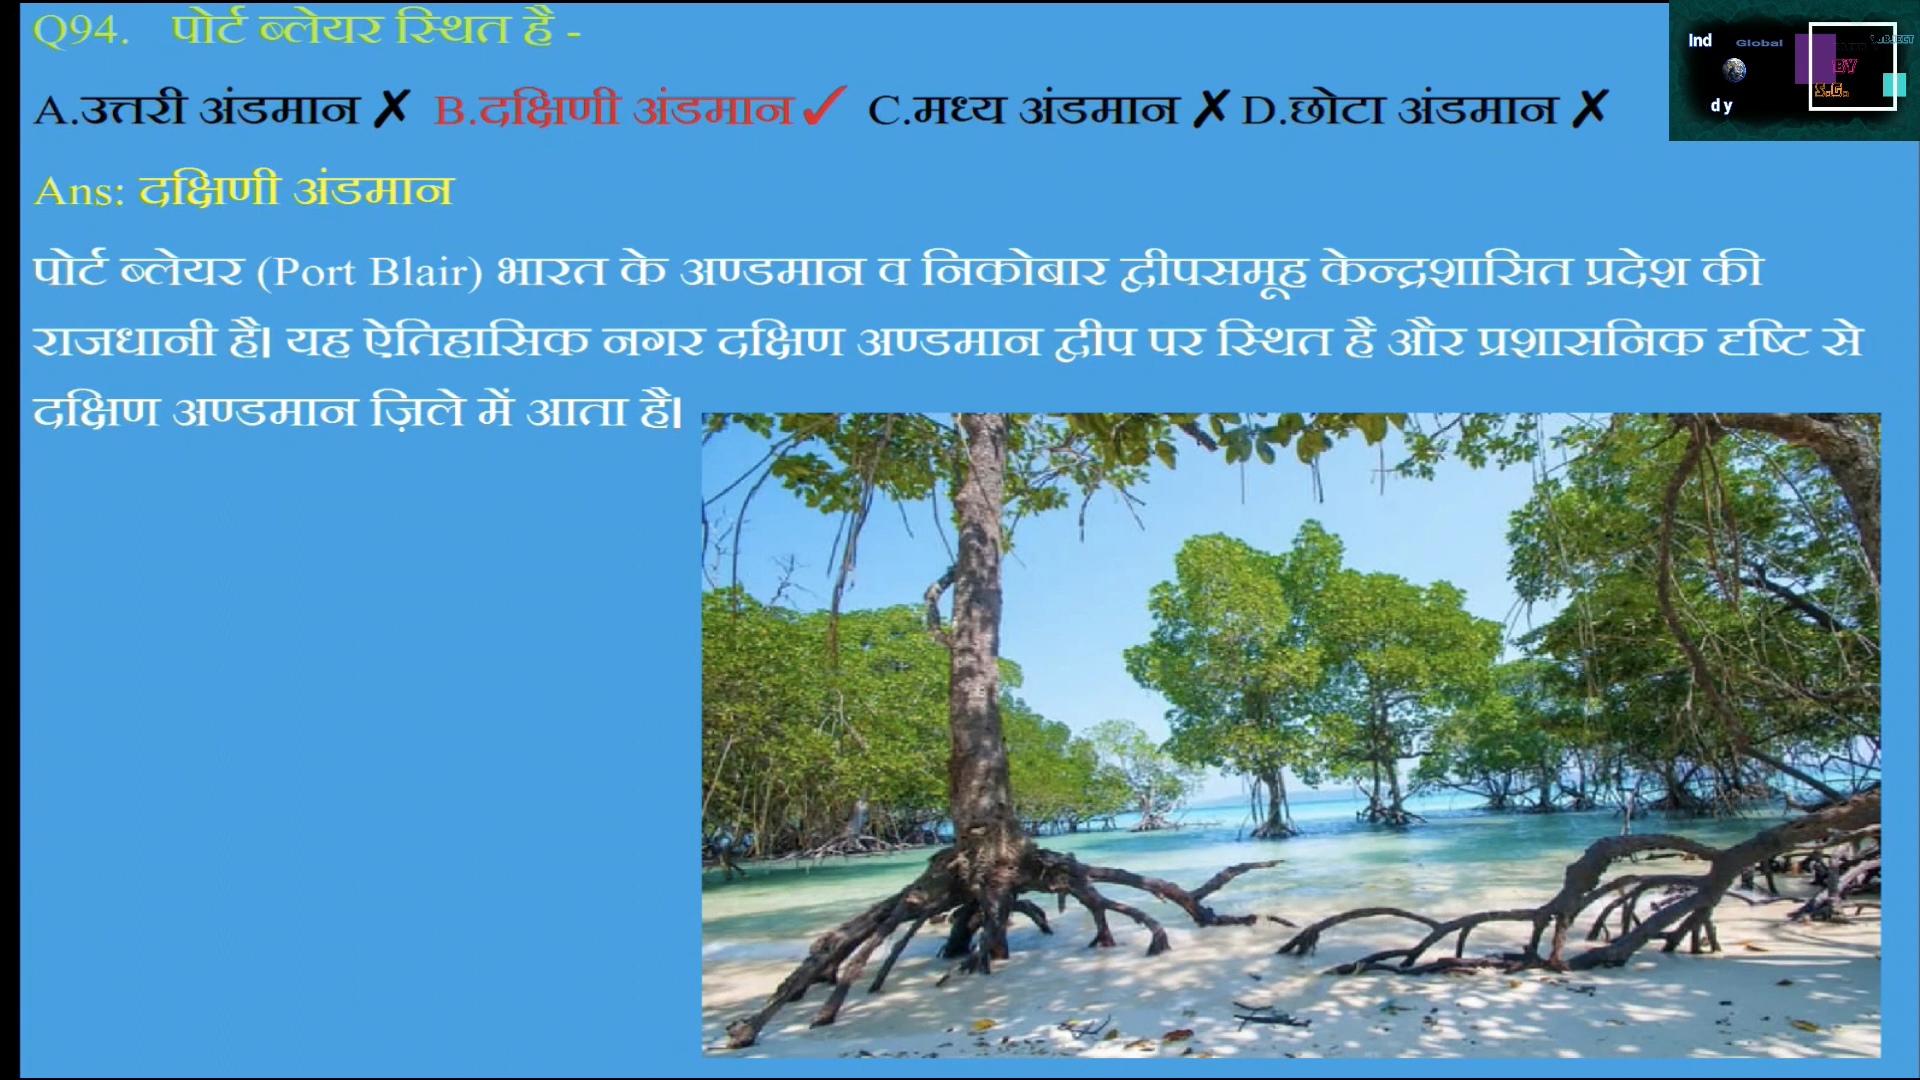 Q94. पोर्ट ब्लेयर स्थित है -
A.उत्तरी अंडमान ✗ B.दक्षिणी अंडमान ✓ C.मध्य अंडमान ✗ D.छोटा अंडमान ✗
Ans: दक्षिणी अंडमान
पोर्ट ब्लेयर (Port Blair) भारत के अण्डमान व निकोबार द्वीपसमूह केन्द्रशासित प्रदेश की
राजधानी है। यह ऐतिहासिक नगर दक्षिण अण्डमान द्वीप पर स्थित है और प्रशासनिक दृष्टि से
दक्षिण अण्डमान ज़िले में आता है।
Ind Global
BY
S.G.
dy